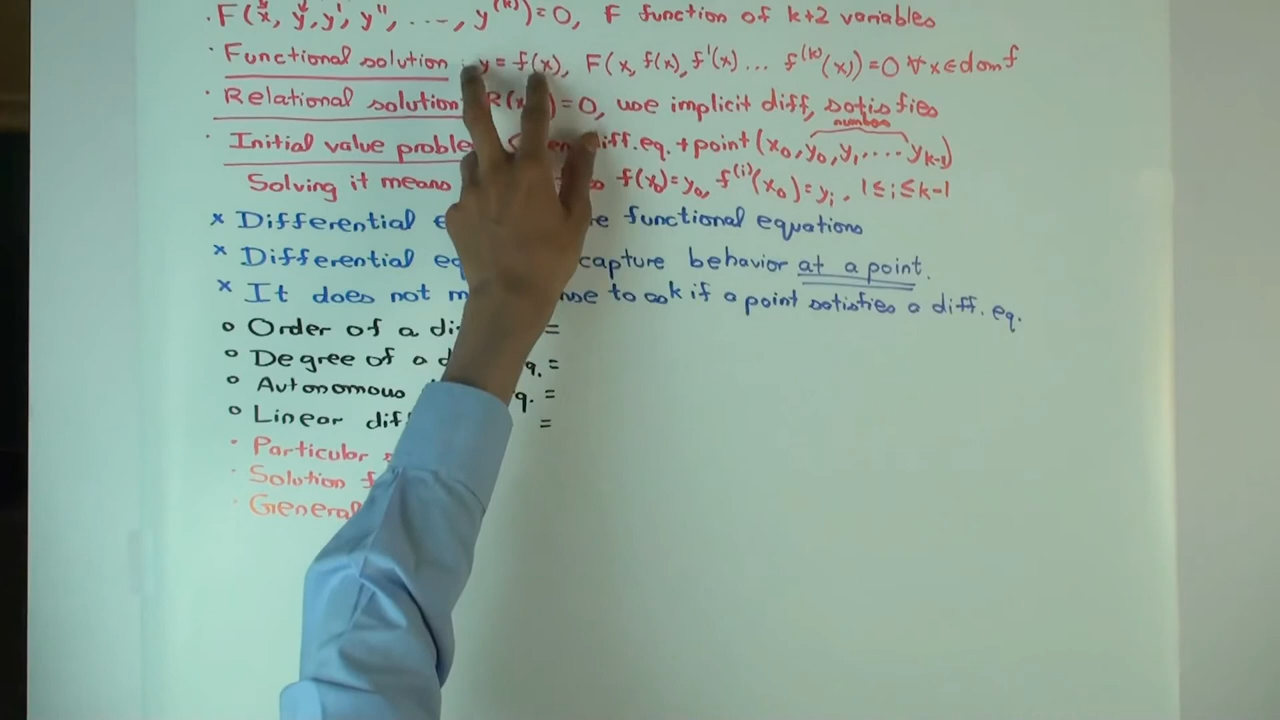 · F(x, y, y', y'', ..., y^(k)) = 0, F function of k+2 variables
· Functional solution : y = f(x), F(x, f(x), f'(x) ... f^(k)(x)) = 0 ∀ x ∈ dom f
· Relational solution R(x = 0, use implicit diff, satisfies
numbers
· Initial value proble diff. eq. + point (x₀, y₀, y₁, .... y_{k-1})
Solving it means f(x₀) = y₀, f^(i)(x₀) = y_i, 1 ≤ i ≤ k-1
x Differential functional equations
x Differential eq capture behavior at a point.
x It does not to ask if a point satisfies a diff. eq.
o Order of a di =
o Degree of a d q. =
o Autonomous q. =
o Linear dif =
· Particular
· Solution f
· General